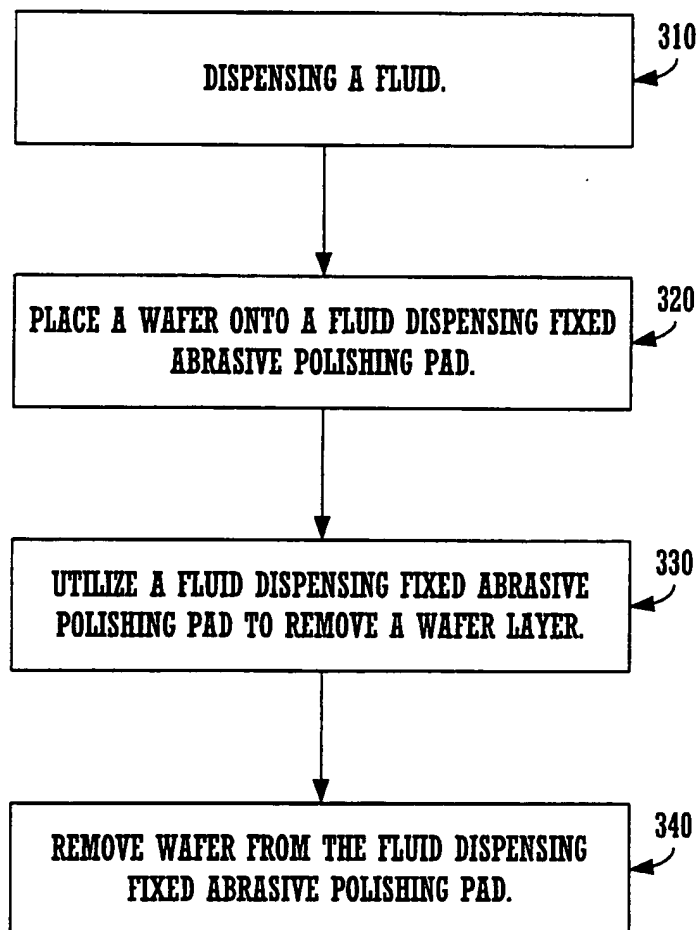 310
DISPENSING A FLUID.
320
PLACE A WAFER ONTO A FLUID DISPENSING FIXED
ABRASIVE POLISHING PAD.
330
UTILIZE A FLUID DISPENSING FIXED ABRASIVE
POLISHING PAD TO REMOVE A WAFER LAYER.
340
REMOVE WAFER FROM THE FLUID DISPENSING
FIXED ABRASIVE POLISHING PAD.